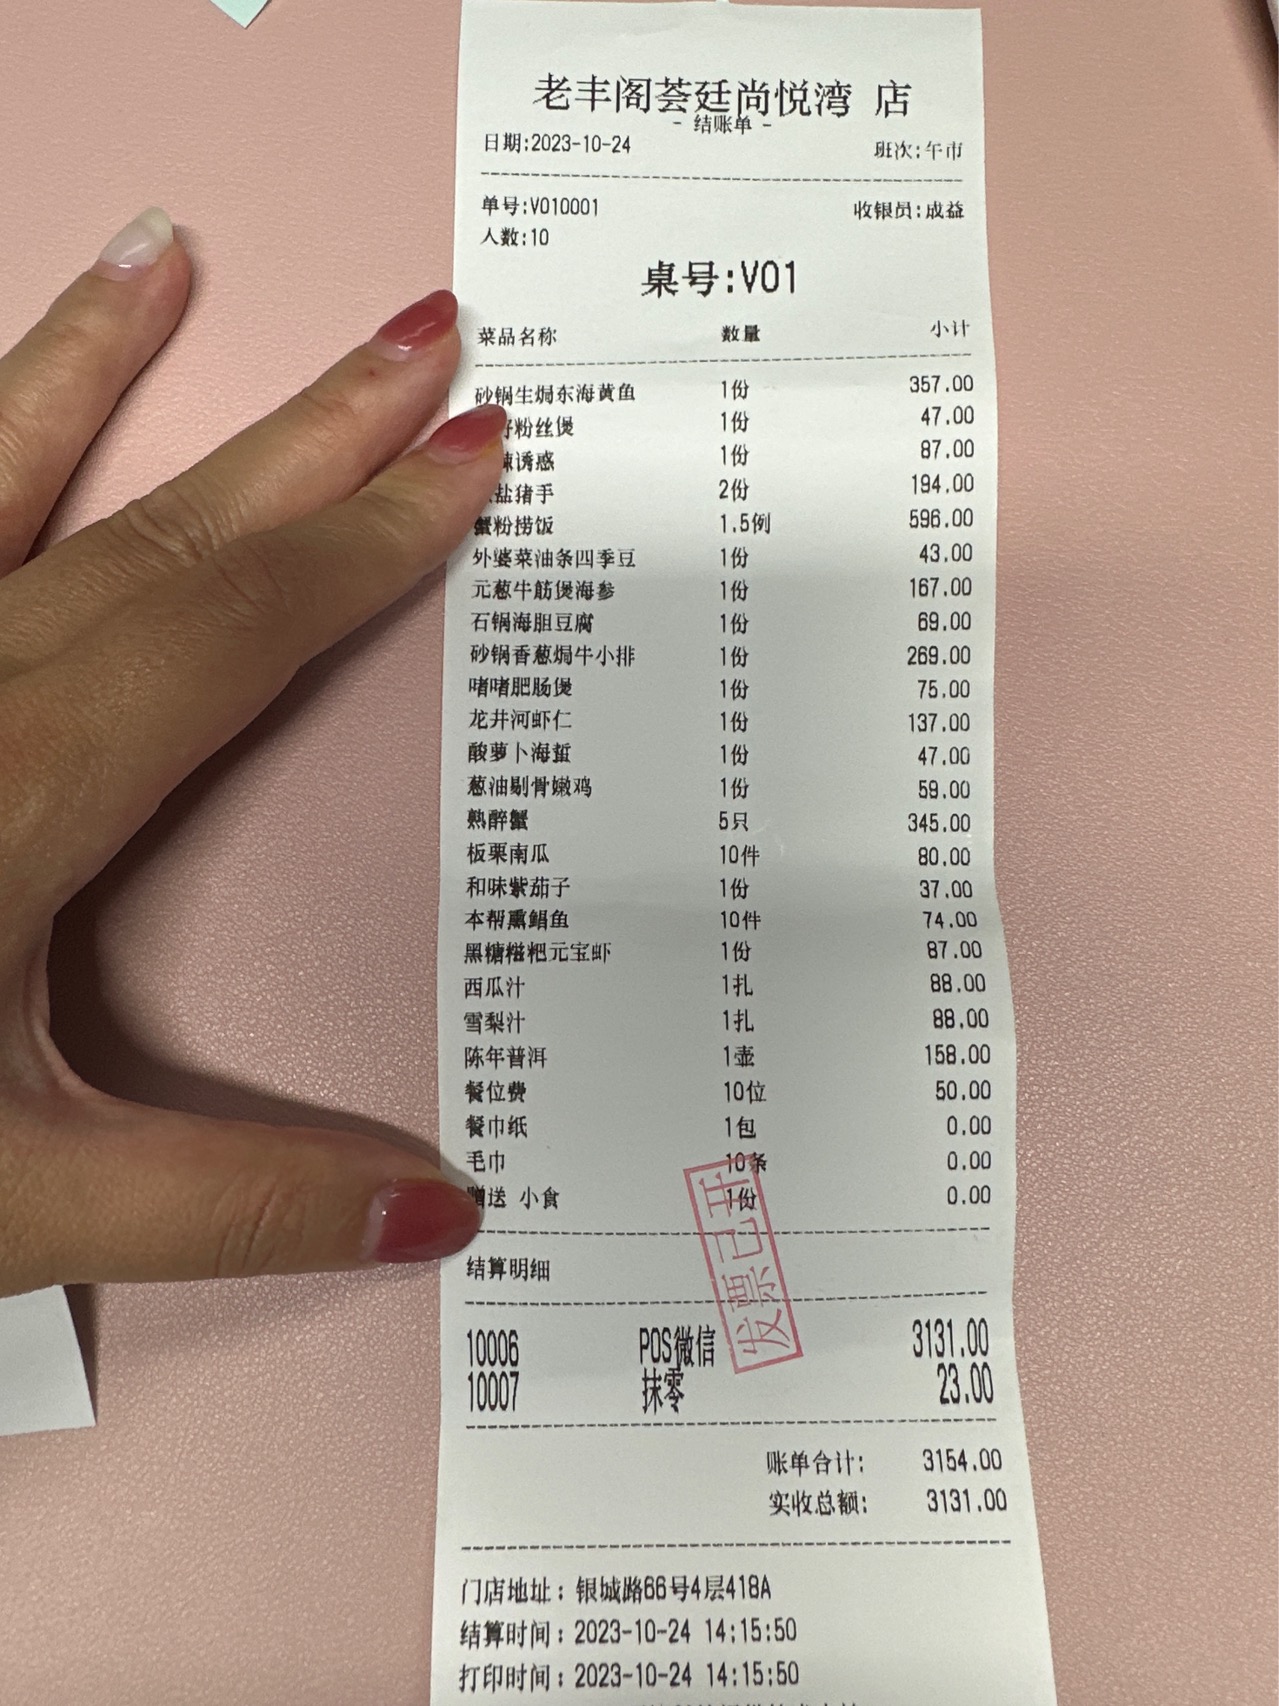 老丰阁荟廷尚悦湾 店
- 结账单 -
日期:2023-10-24 班次:午市
单号:V010001 收银员:成益
人数:10
桌号:V01
菜品名称 数量 小计
砂锅生焗东海黄鱼 1份 357.00
粉丝煲 1份 47.00
诱惑 1份 87.00
盐猪手 2份 194.00
蟹粉捞饭 1.5例 596.00
外婆菜油条四季豆 1份 43.00
元葱牛筋煲海参 1份 167.00
石锅海胆豆腐 1份 69.00
砂锅香葱焗牛小排 1份 269.00
啫啫肥肠煲 1份 75.00
龙井河虾仁 1份 137.00
酸萝卜海蜇 1份 47.00
葱油剔骨嫩鸡 1份 59.00
熟醉蟹 5只 345.00
板栗南瓜 10件 80.00
和味紫茄子 1份 37.00
本帮熏鲳鱼 10件 74.00
黑糖糍粑元宝虾 1份 87.00
西瓜汁 1扎 88.00
雪梨汁 1扎 88.00
陈年普洱 1壶 158.00
餐位费 10位 50.00
餐巾纸 1包 0.00
毛巾 10条 0.00
赠送 小食 1份 0.00
发票已开
结算明细
10006 POS微信 3131.00
10007 抹零 23.00
账单合计: 3154.00
实收总额: 3131.00
门店地址: 银城路66号4层418A
结算时间: 2023-10-24 14:15:50
打印时间: 2023-10-24 14:15:50